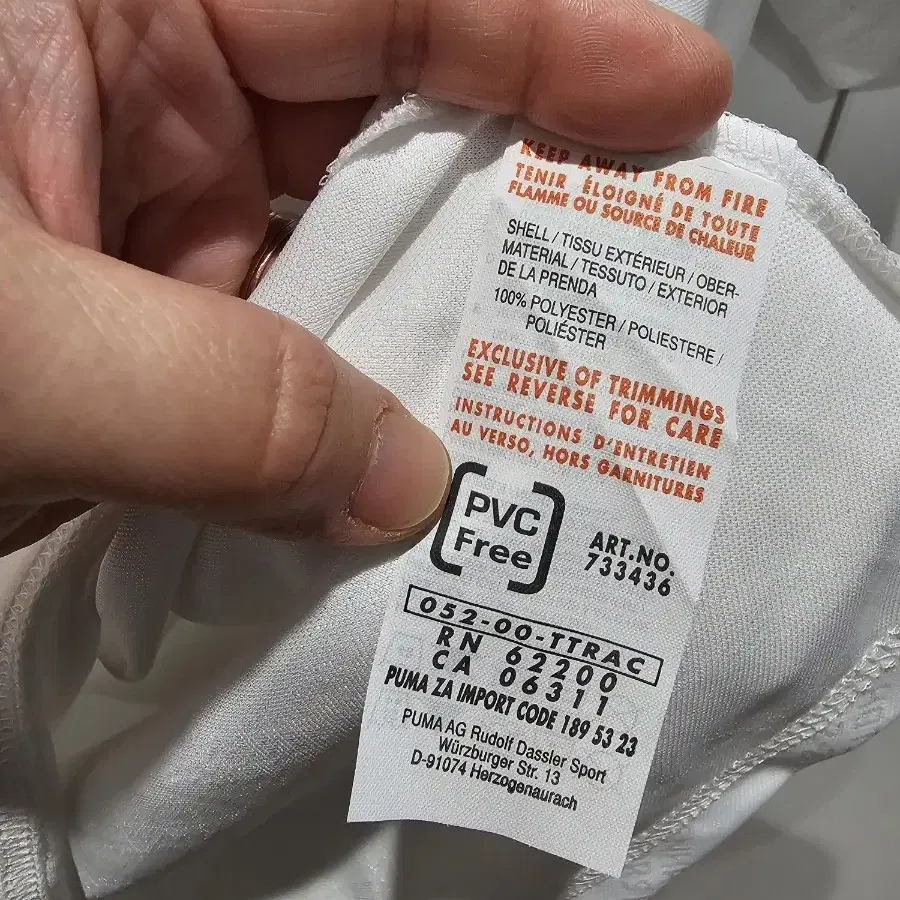 KEEP AWAY FROM FIRE
TENIR ÉLOIGNÉ DE TOUTE
FLAMME OU SOURCE DE CHALEUR
SHELL / TISSU EXTÉRIEUR / OBER-
MATERIAL / TESSUTO / EXTERIOR
DE LA PRENDA
100% POLYESTER / POLIESTERE /
POLIÉSTER
EXCLUSIVE OF TRIMMINGS
SEE REVERSE FOR CARE
INSTRUCTIONS D'ENTRETIEN
AU VERSO, HORS GARNITURES
PVC
Free
ART.NO.
733436
052-00-TTRAC
RN 62200
CA 06311
PUMA ZA IMPORT CODE 189 53 23
PUMA AG Rudolf Dassler Sport
Würzburger Str. 13
D-91074 Herzogenaurach